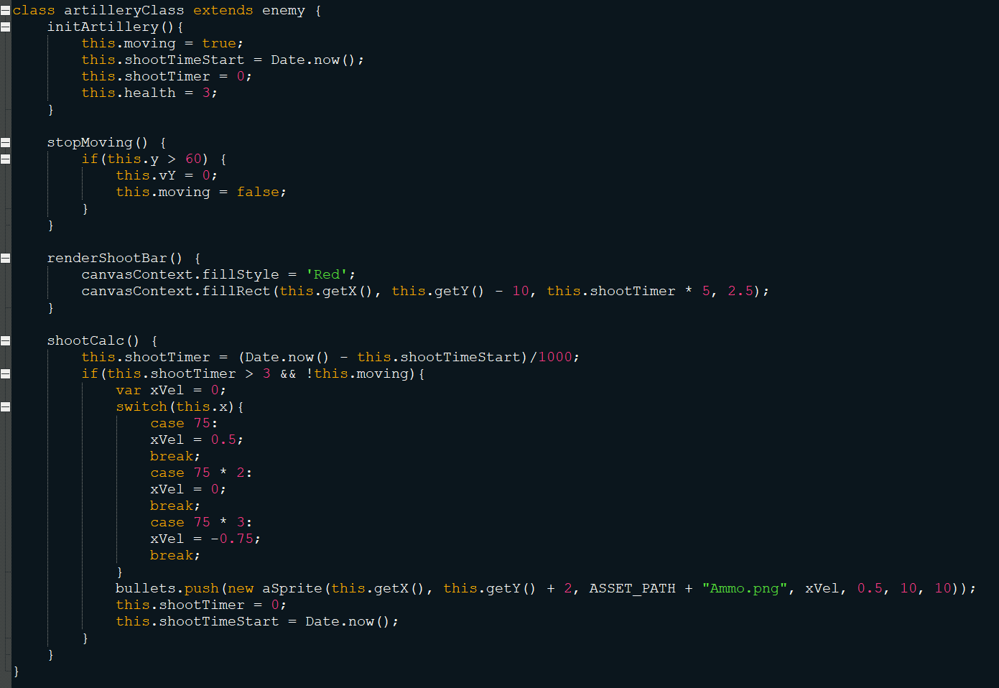 class artilleryClass extends enemy {
    initArtillery(){
        this.moving = true;
        this.shootTimeStart = Date.now();
        this.shootTimer = 0;
        this.health = 3;
    }

    stopMoving() {
        if(this.y > 60) {
            this.vY = 0;
            this.moving = false;
        }
    }

    renderShootBar() {
        canvasContext.fillStyle = 'Red';
        canvasContext.fillRect(this.getX(), this.getY() - 10, this.shootTimer * 5, 2.5);
    }

    shootCalc() {
        this.shootTimer = (Date.now() - this.shootTimeStart)/1000;
        if(this.shootTimer > 3 && !this.moving){
            var xVel = 0;
            switch(this.x){
                case 75:
                xVel = 0.5;
                break;
                case 75 * 2:
                xVel = 0;
                break;
                case 75 * 3:
                xVel = -0.75;
                break;
            }
            bullets.push(new aSprite(this.getX(), this.getY() + 2, ASSET_PATH + "Ammo.png", xVel, 0.5, 10, 10));
            this.shootTimer = 0;
            this.shootTimeStart = Date.now();
        }
    }
}